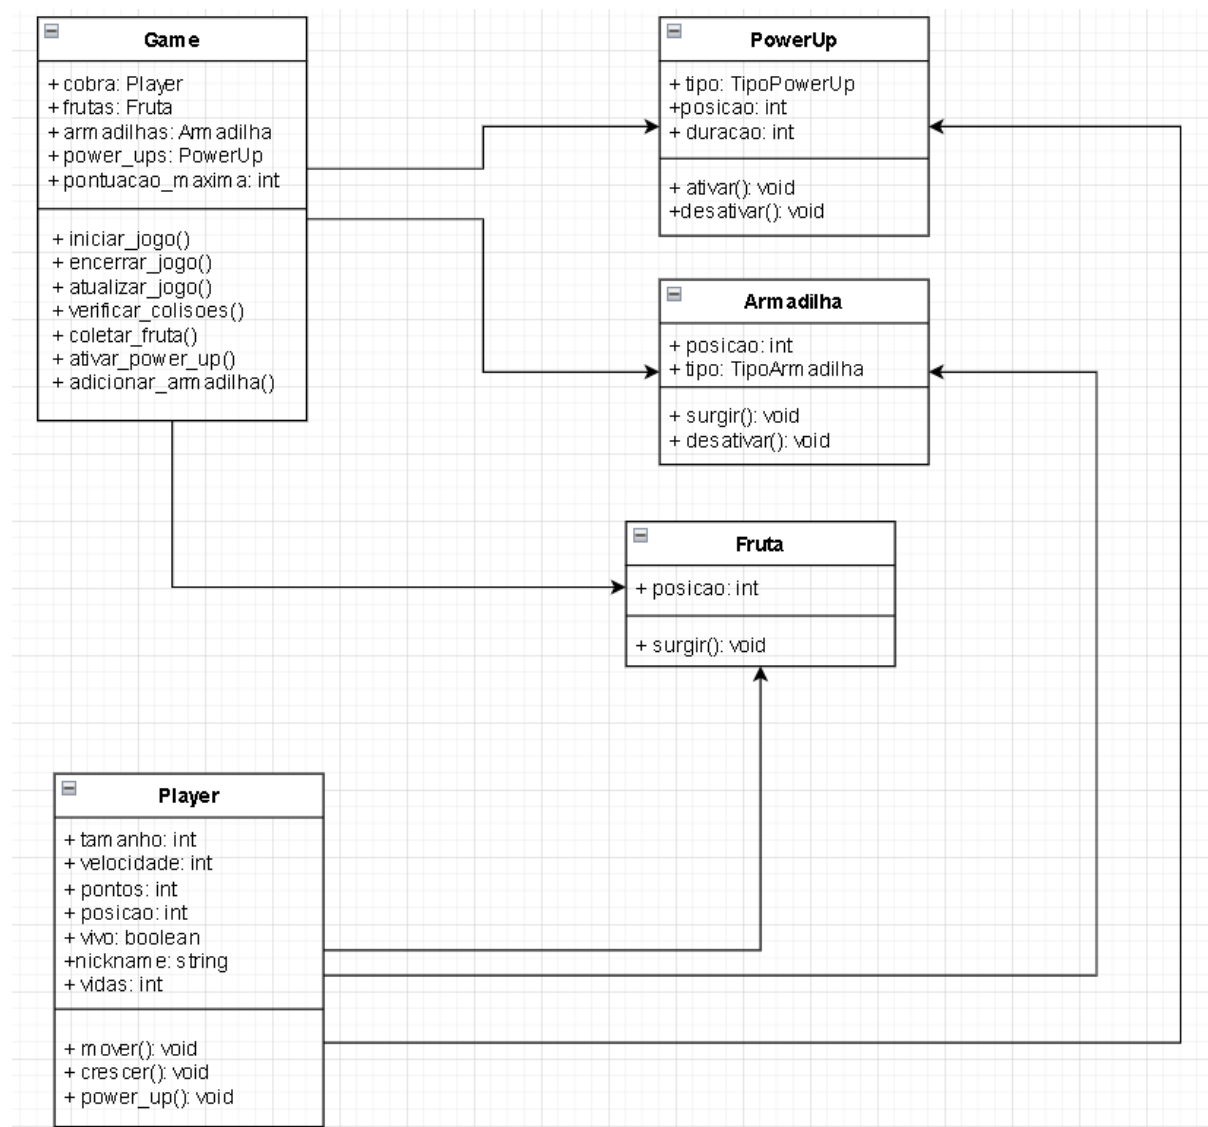 Game
+ cobra: Player
+ frutas: Fruta
+ armadilhas: Armadilha
+ power_ups: PowerUp
+ pontuacao_maxima: int
+ iniciar_jogo()
+ encerrar_jogo()
+ atualizar_jogo()
+ verificar_colisoes()
+ coletar_fruta()
+ ativar_power_up()
+ adicionar_armadilha()
PowerUp
+ tipo: TipoPowerUp
+posicao: int
+ duracao: int
+ ativar(): void
+desativar(): void
Armadilha
+ posicao: int
+ tipo: TipoArmadilha
+ surgir(): void
+ desativar(): void
Fruta
+ posicao: int
+ surgir(): void
Player
+ tamanho: int
+ velocidade: int
+ pontos: int
+ posicao: int
+ vivo: boolean
+nickname: string
+ vidas: int
+ mover(): void
+ crescer(): void
+ power_up(): void